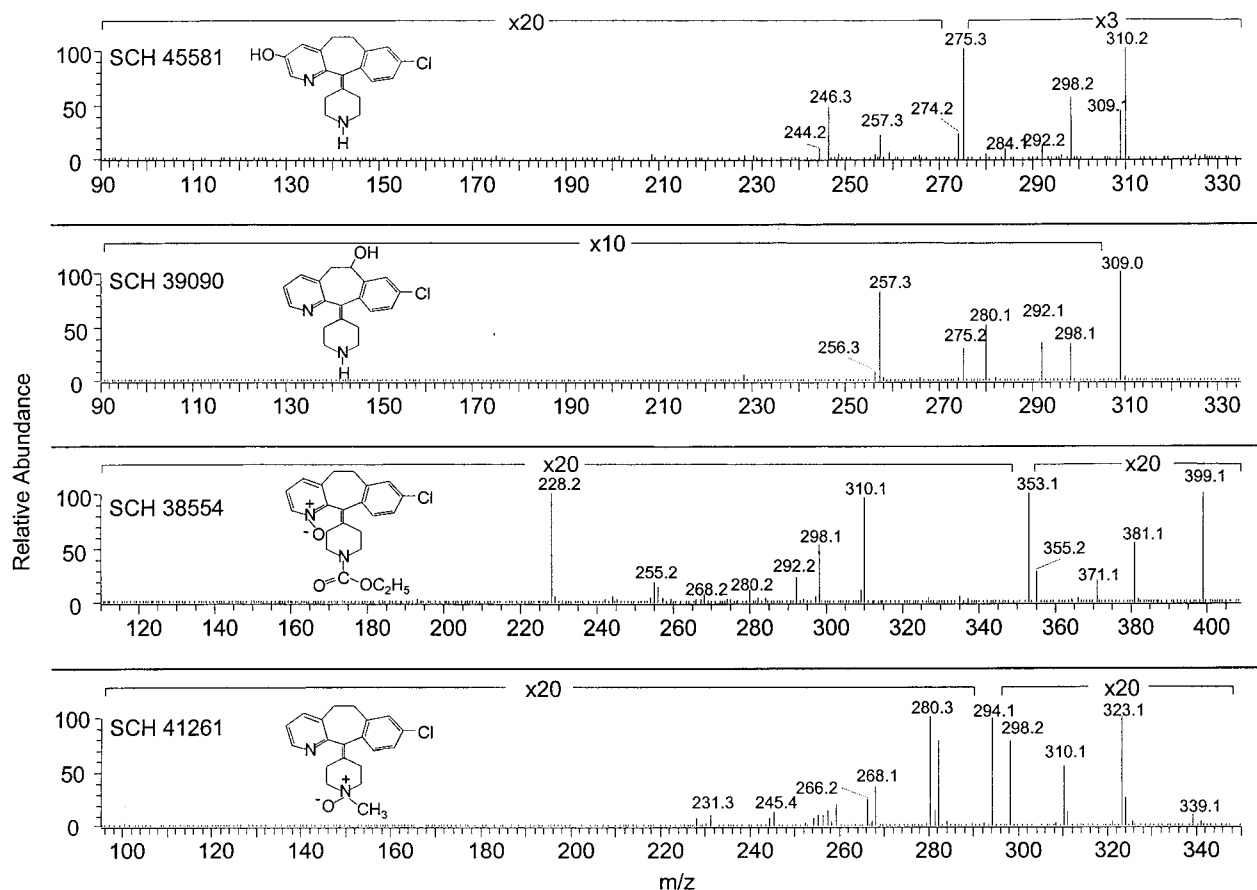 x20 x3
100 SCH 45581 275.3 310.2
HO Cl
N
N
H
50 246.3 298.2
244.2 257.3 274.2 284.1 292.2 309.1
0
90 110 130 150 170 190 210 230 250 270 290 310 330
x10
100 SCH 39090 OH 309.0
Cl
N
N
H
257.3
50 256.3 275.2 280.1 292.1 298.1
0
90 110 130 150 170 190 210 230 250 270 290 310 330
Relative Abundance
x20 x20
100 SCH 38554 228.2 310.1 353.1 399.1
Cl
N+
-O
N
O C OC2H5
50 298.1 381.1
255.2 268.2 280.2 292.2 355.2 371.1
0
120 140 160 180 200 220 240 260 280 300 320 340 360 380 400
x20 x20
100 SCH 41261 280.3 294.1 323.1
Cl
N
N+
-O CH3
298.2
50 310.1
231.3 245.4 266.2 268.1 339.1
0
100 120 140 160 180 200 220 240 260 280 300 320 340
m/z